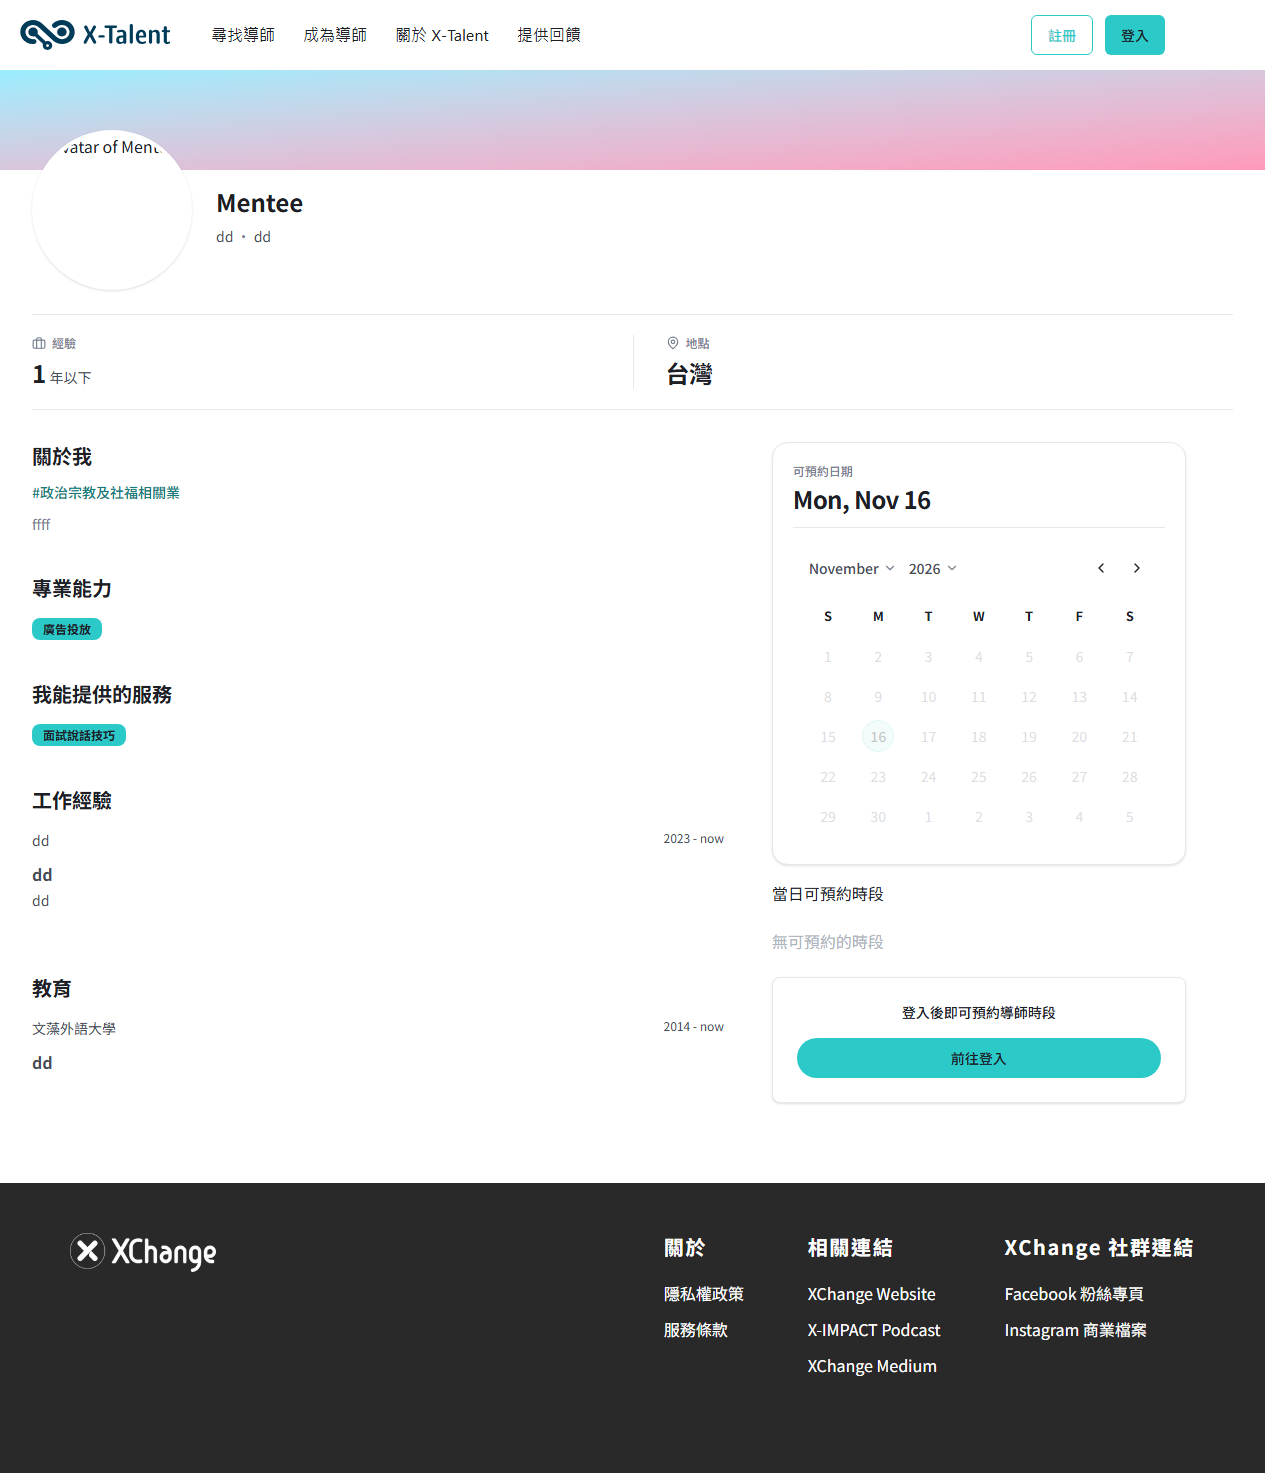 X-Talent
尋找導師 成為導師 關於 X-Talent 提供回饋
註冊 登入
vatar of Ment
Mentee
dd • dd
經驗
1 年以下
地點
台灣
關於我
#政治宗教及社福相關業
ffff
專業能力
廣告投放
我能提供的服務
面試說話技巧
工作經驗
dd 2023 - now
dd
dd
教育
文藻外語大學 2014 - now
dd
可預約日期
Mon, Nov 16
November 2026
S M T W T F S
1 2 3 4 5 6 7
8 9 10 11 12 13 14
15 16 17 18 19 20 21
22 23 24 25 26 27 28
29 30 1 2 3 4 5
當日可預約時段
無可預約的時段
登入後即可預約導師時段
前往登入
XChange
關於
隱私權政策
服務條款
相關連結
XChange Website
X-IMPACT Podcast
XChange Medium
XChange 社群連結
Facebook 粉絲專頁
Instagram 商業檔案